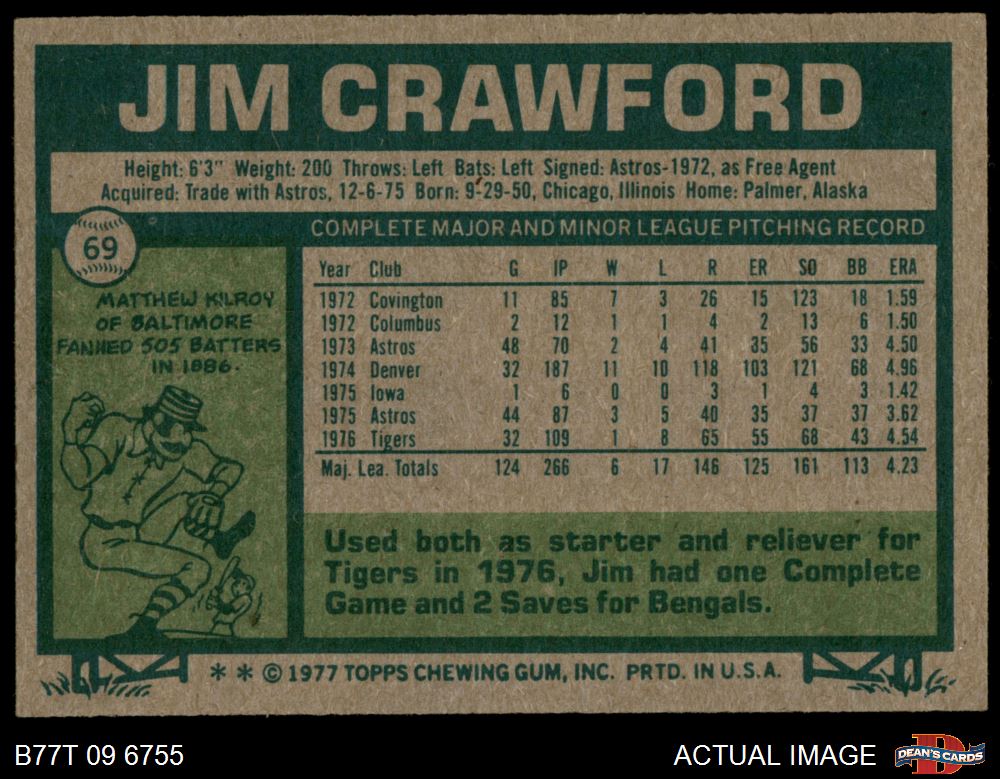 JIM CRAWFORD
Height: 6'3" Weight: 200 Throws: Left Bats: Left Signed: Astros-1972, as Free Agent
Acquired: Trade with Astros, 12-6-75 Born: 9-29-50, Chicago, Illinois Home: Palmer, Alaska
69
MATTHEW KILROY
OF BALTIMORE
FANNED 505 BATTERS
IN 1886.
COMPLETE MAJOR AND MINOR LEAGUE PITCHING RECORD
Year Club G IP W L R ER SO BB ERA
1972 Covington 11 85 7 3 26 15 123 18 1.59
1972 Columbus 2 12 1 1 4 2 13 6 1.50
1973 Astros 48 70 2 4 41 35 56 33 4.50
1974 Denver 32 187 11 10 118 103 121 68 4.96
1975 Iowa 1 6 0 0 3 1 4 3 1.42
1975 Astros 44 87 3 5 40 35 37 37 3.62
1976 Tigers 32 109 1 8 65 55 68 43 4.54
Maj. Lea. Totals 124 266 6 17 146 125 161 113 4.23
Used both as starter and reliever for
Tigers in 1976, Jim had one Complete
Game and 2 Saves for Bengals.
* * © 1977 TOPPS CHEWING GUM, INC. PRTD. IN U.S.A.
B77T 09 6755
ACTUAL IMAGE
D
DEAN'S CARDS